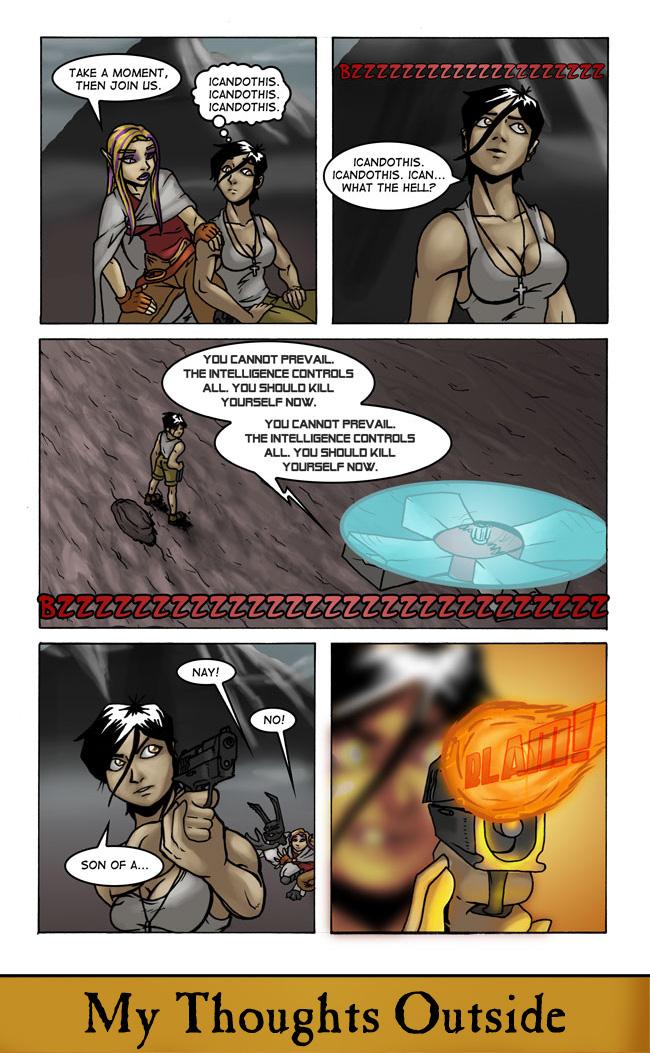 TAKE A MOMENT,
THEN JOIN US.
ICANDOTHIS.
ICANDOTHIS.
ICANDOTHIS.
BZZZZZZZZZZZZZZZZZZZZZ
ICANDOTHIS.
ICANDOTHIS. ICAN...
WHAT THE HELL?
YOU CANNOT PREVAIL.
THE INTELLIGENCE CONTROLS
ALL. YOU SHOULD KILL
YOURSELF NOW.
YOU CANNOT PREVAIL.
THE INTELLIGENCE CONTROLS
ALL. YOU SHOULD KILL
YOURSELF NOW.
BZZZZZZZZZZZZZZZZZZZZZZZZZ
NAY!
NO!
SON OF A...
BLAM!
My Thoughts Outside